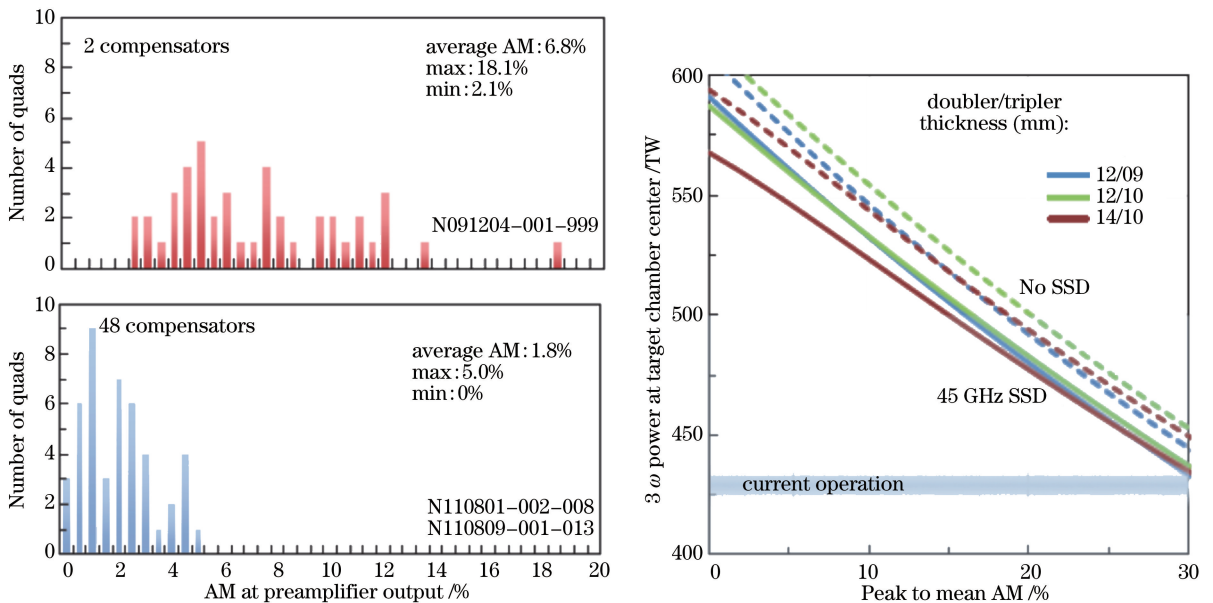 10
8
6
4
2
0
Number of quads
2 compensators
average AM:6.8%
max:18.1%
min:2.1%
N091204-001-999
10
8
6
4
2
0
Number of quads
48 compensators
average AM:1.8%
max:5.0%
min:0%
N110801-002-008
N110809-001-013
0 2 4 6 8 10 12 14 16 18 20
AM at preamplifier output /%
600
550
500
450
400
3 ω power at target chamber center /TW
doubler/tripler
thickness (mm):
12/09
12/10
14/10
No SSD
45 GHz SSD
current operation
0 10 20 30
Peak to mean AM /%